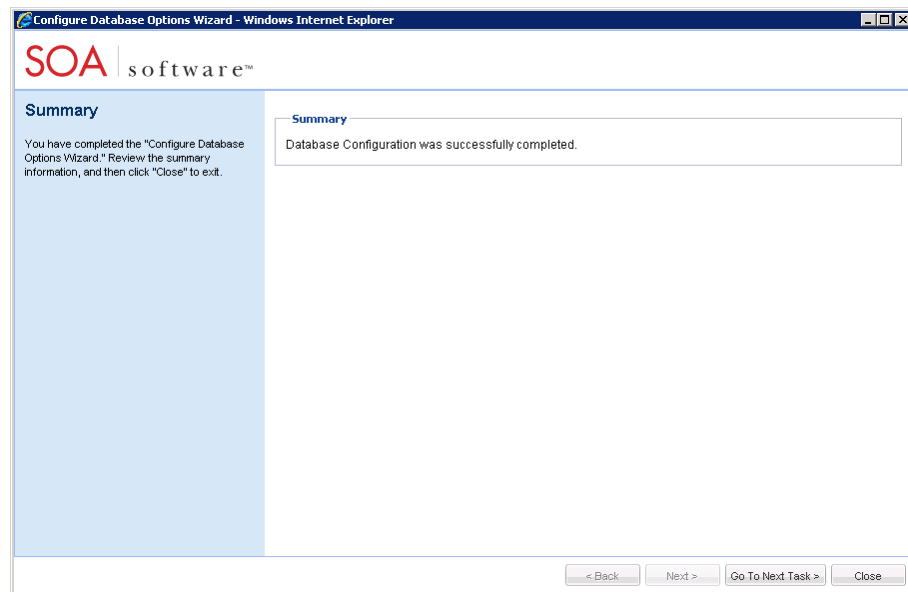 Configure Database Options Wizard - Windows Internet Explorer
SOA software™
Summary
You have completed the "Configure Database
Options Wizard." Review the summary
information, and then click "Close" to exit.
Summary
Database Configuration was successfully completed.
< Back
Next >
Go To Next Task >
Close